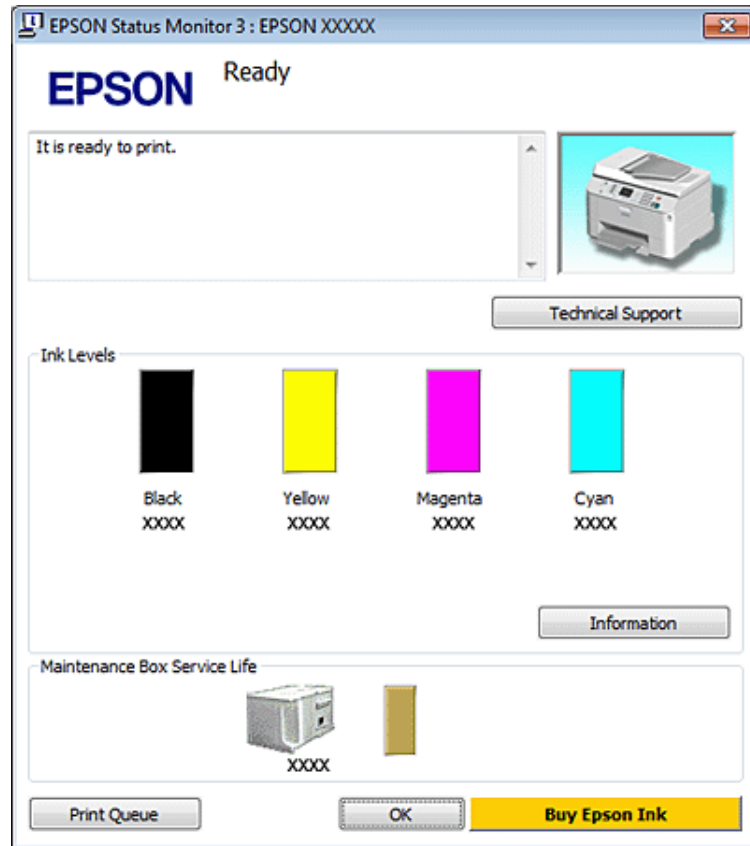 EPSON Status Monitor 3 : EPSON XXXXX
EPSON
Ready
It is ready to print.
Technical Support
Ink Levels
Black
Yellow
Magenta
Cyan
XXXX
XXXX
XXXX
XXXX
Information
Maintenance Box Service Life
XXXX
Print Queue
OK
Buy Epson Ink